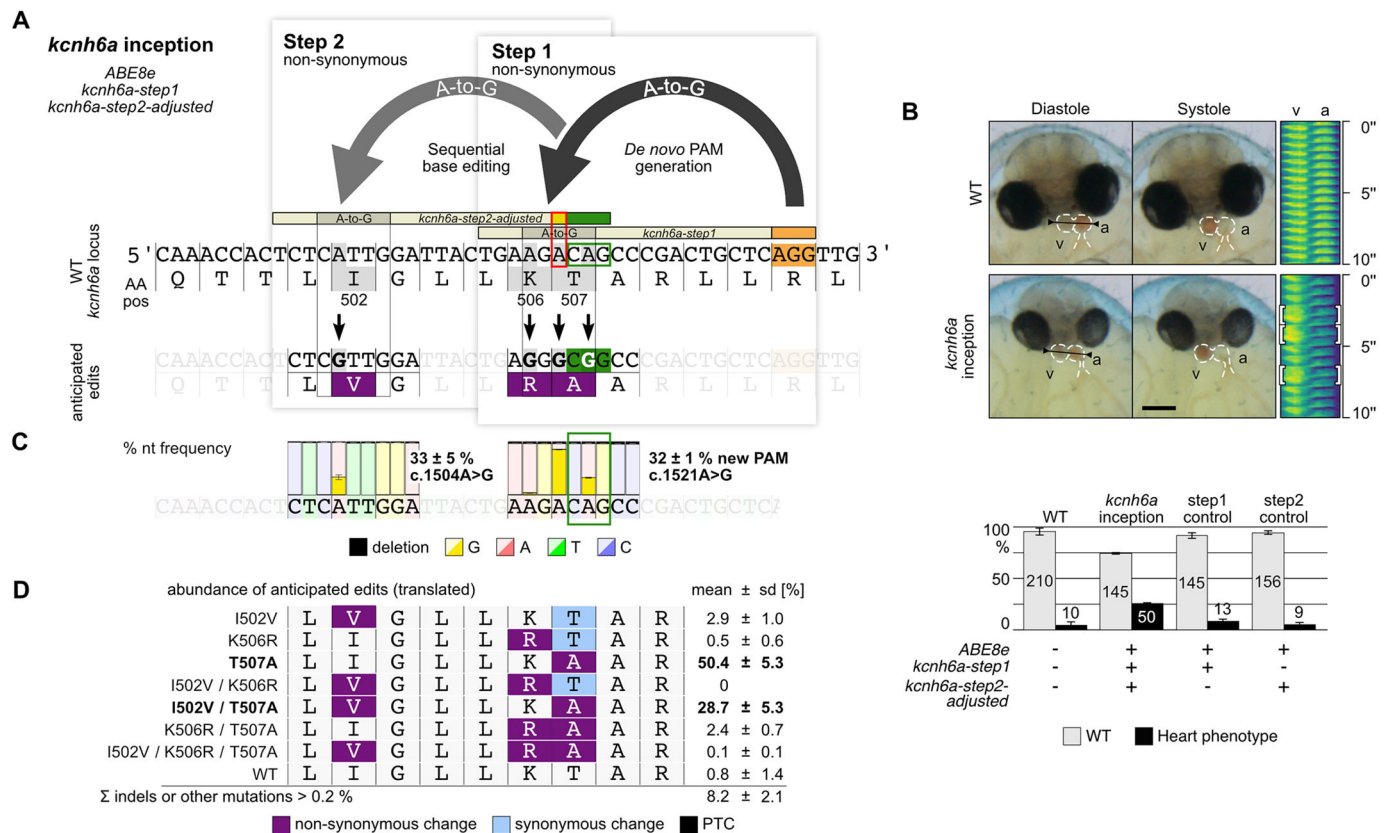 A
kcnh6a inception
ABE8e
kcnh6a-step1
kcnh6a-step2-adjusted
Step 2
non-synonymous
Step 1
non-synonymous
A-to-G
A-to-G
Sequential
base editing
De novo PAM
generation
A-to-G
kcnh6a-step2-adjusted
A-to-G
kcnh6a-step1
WT
kcnh6a locus
5 ' CAAACCACTCTCATTGGATTACTGAAGACAGCCCGACTGCTCAGGTTG 3'
AA
pos
Q T T L I G L L K T A R L L R L
502
506
507
anticipated
edits
CAAACCACTCTCGTTGGATTACTGAGGGCGGCCCGACTGCTCAGGTTG
Q T T L V G L L R A A R L L R L
B
Diastole
Systole
v a
WT
v
a
v
a
0"
5"
10"
kcnh6a
inception
v
a
v
a
0"
5"
10"
C
% nt frequency
33 ± 5 %
c.1504A>G
32 ± 1 % new PAM
c.1521A>G
CAAACCACTCTCATTGGATTACTGAAGACAGCCCGACTGCTCA
deletion
G
A
T
C
WT
kcnh6a
inception
step1
control
step2
control
100
%
50
0
210
10
145
50
145
13
156
9
ABE8e - + + +
kcnh6a-step1 - + + -
kcnh6a-step2-
adjusted - + - +
WT
Heart phenotype
D
abundance of anticipated edits (translated)
mean ± sd [%]
I502V L V G L L K T A R 2.9 ± 1.0
K506R L I G L L R T A R 0.5 ± 0.6
T507A L I G L L K A A R 50.4 ± 5.3
I502V / K506R L V G L L R T A R 0
I502V / T507A L V G L L K A A R 28.7 ± 5.3
K506R / T507A L I G L L R A A R 2.4 ± 0.7
I502V / K506R / T507A L V G L L R A A R 0.1 ± 0.1
WT L I G L L K T A R 0.8 ± 1.4
Σ indels or other mutations > 0.2 % 8.2 ± 2.1
non-synonymous change
synonymous change
PTC